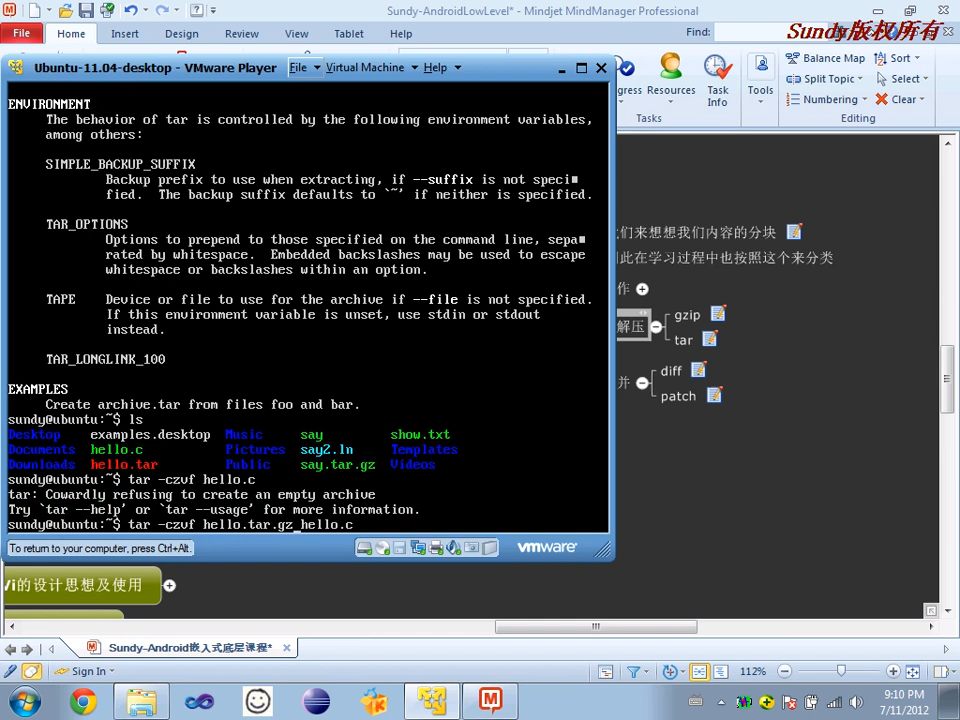 Sundy-AndroidLowLevel* - Mindjet MindManager Professional
File Home Insert Design Review View Tablet Help Find:
Sundy版权所有
Ubuntu-11.04-desktop - VMware Player File Virtual Machine Help
gress Resources Task Info Tools
Balance Map Sort
Split Topic Select
Numbering Clear
Tasks Editing
ENVIRONMENT
The behavior of tar is controlled by the following environment variables,
among others:
SIMPLE_BACKUP_SUFFIX
Backup prefix to use when extracting, if --suffix is not speci
fied. The backup suffix defaults to `~' if neither is specified.
TAR_OPTIONS
Options to prepend to those specified on the command line, sepa
rated by whitespace. Embedded backslashes may be used to escape
whitespace or backslashes within an option.
TAPE Device or file to use for the archive if --file is not specified.
If this environment variable is unset, use stdin or stdout
instead.
TAR_LONGLINK_100
EXAMPLES
Create archive.tar from files foo and bar.
sundy@ubuntu:~$ ls
Desktop examples.desktop Music say show.txt
Documents hello.c Pictures say2.ln Templates
Downloads hello.tar Public say.tar.gz Videos
sundy@ubuntu:~$ tar -czvf hello.c
tar: Cowardly refusing to create an empty archive
Try `tar --help' or `tar --usage' for more information.
sundy@ubuntu:~$ tar -czvf hello.tar.gz hello.c
To return to your computer, press Ctrl+Alt.
vmware
们来想想我们内容的分块
此在学习过程中也按照这个来分类
作
解压
gzip
tar
并
diff
patch
Vi的设计思想及使用
Sundy-Android嵌入式底层课程*
Sign In 112%
9:10 PM
7/11/2012